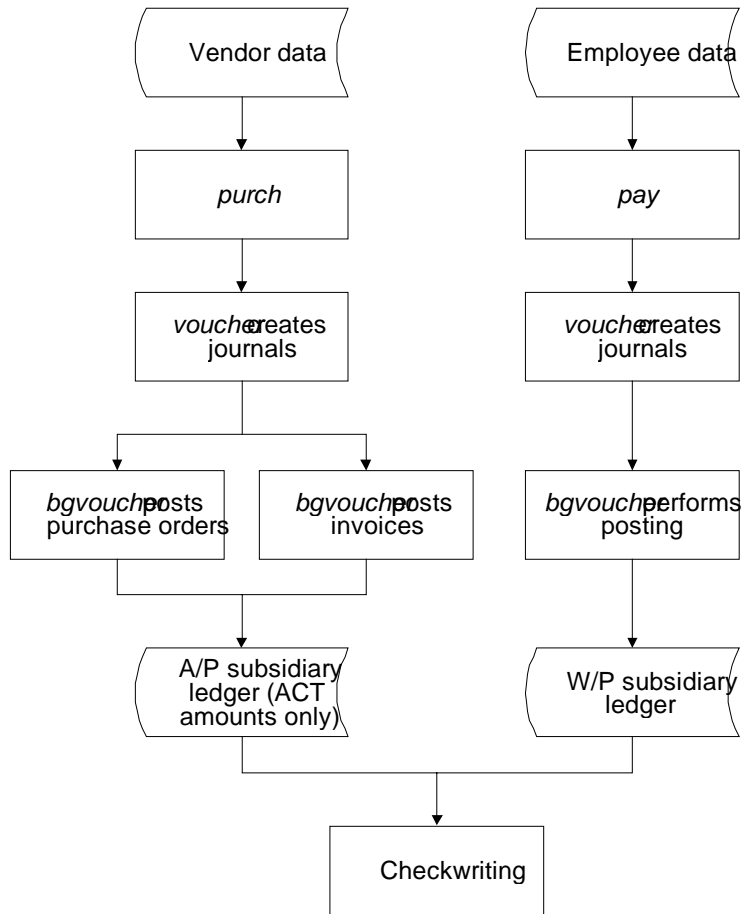 Vendor data
Employee data
purch
pay
voucher creates
journals
voucher creates
journals
bgvoucher posts
purchase orders
bgvoucher posts
invoices
bgvoucher performs
posting
A/P subsidiary
ledger (ACT
amounts only)
W/P subsidiary
ledger
Checkwriting